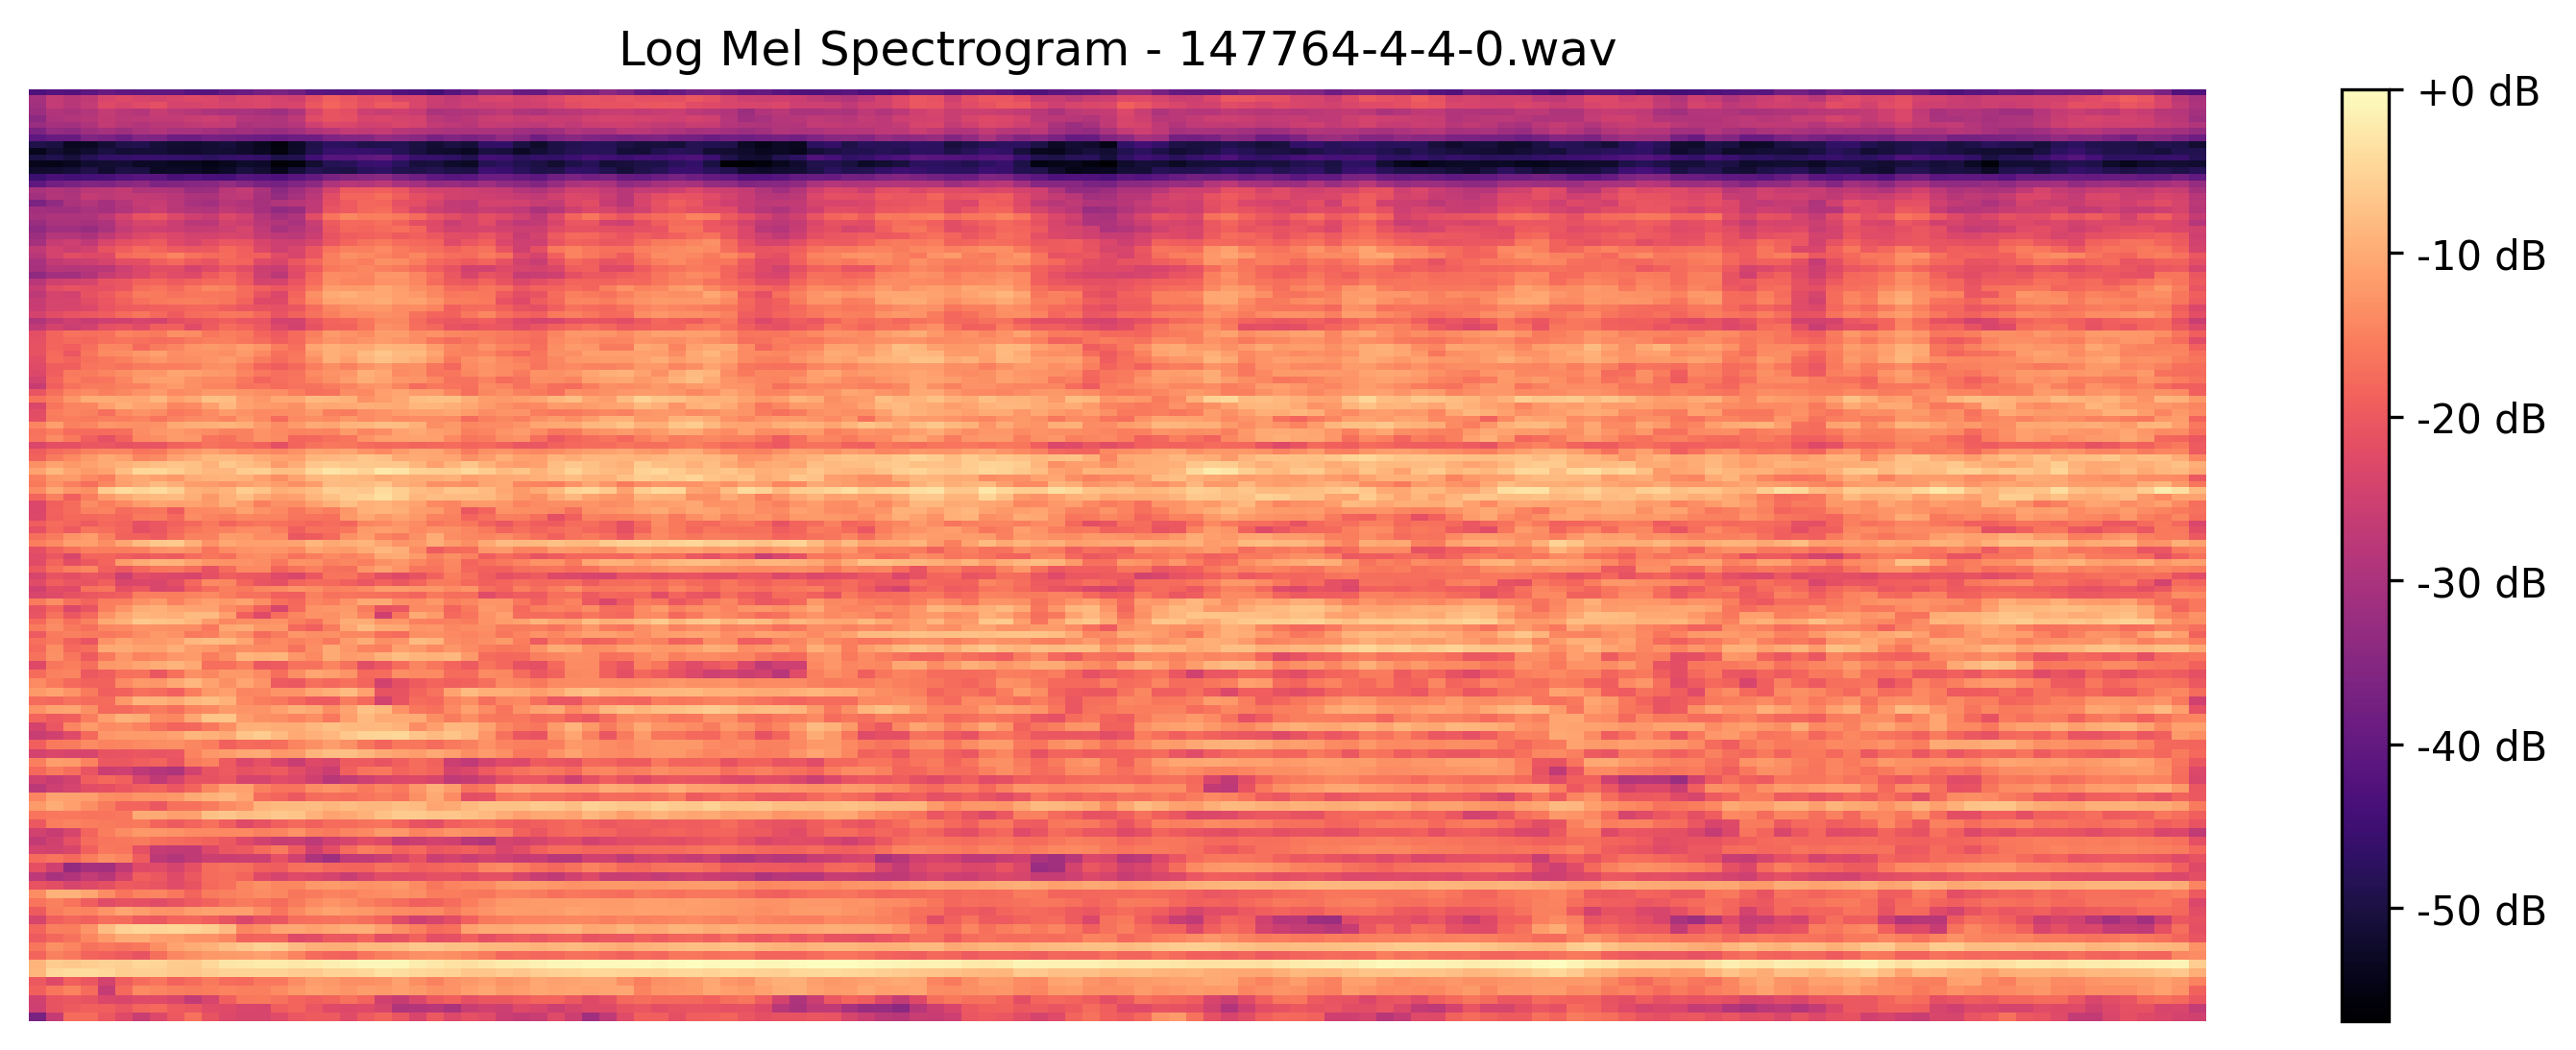 Log Mel Spectrogram - 147764-4-4-0.wav
+0 dB
-10 dB
-20 dB
-30 dB
-40 dB
-50 dB